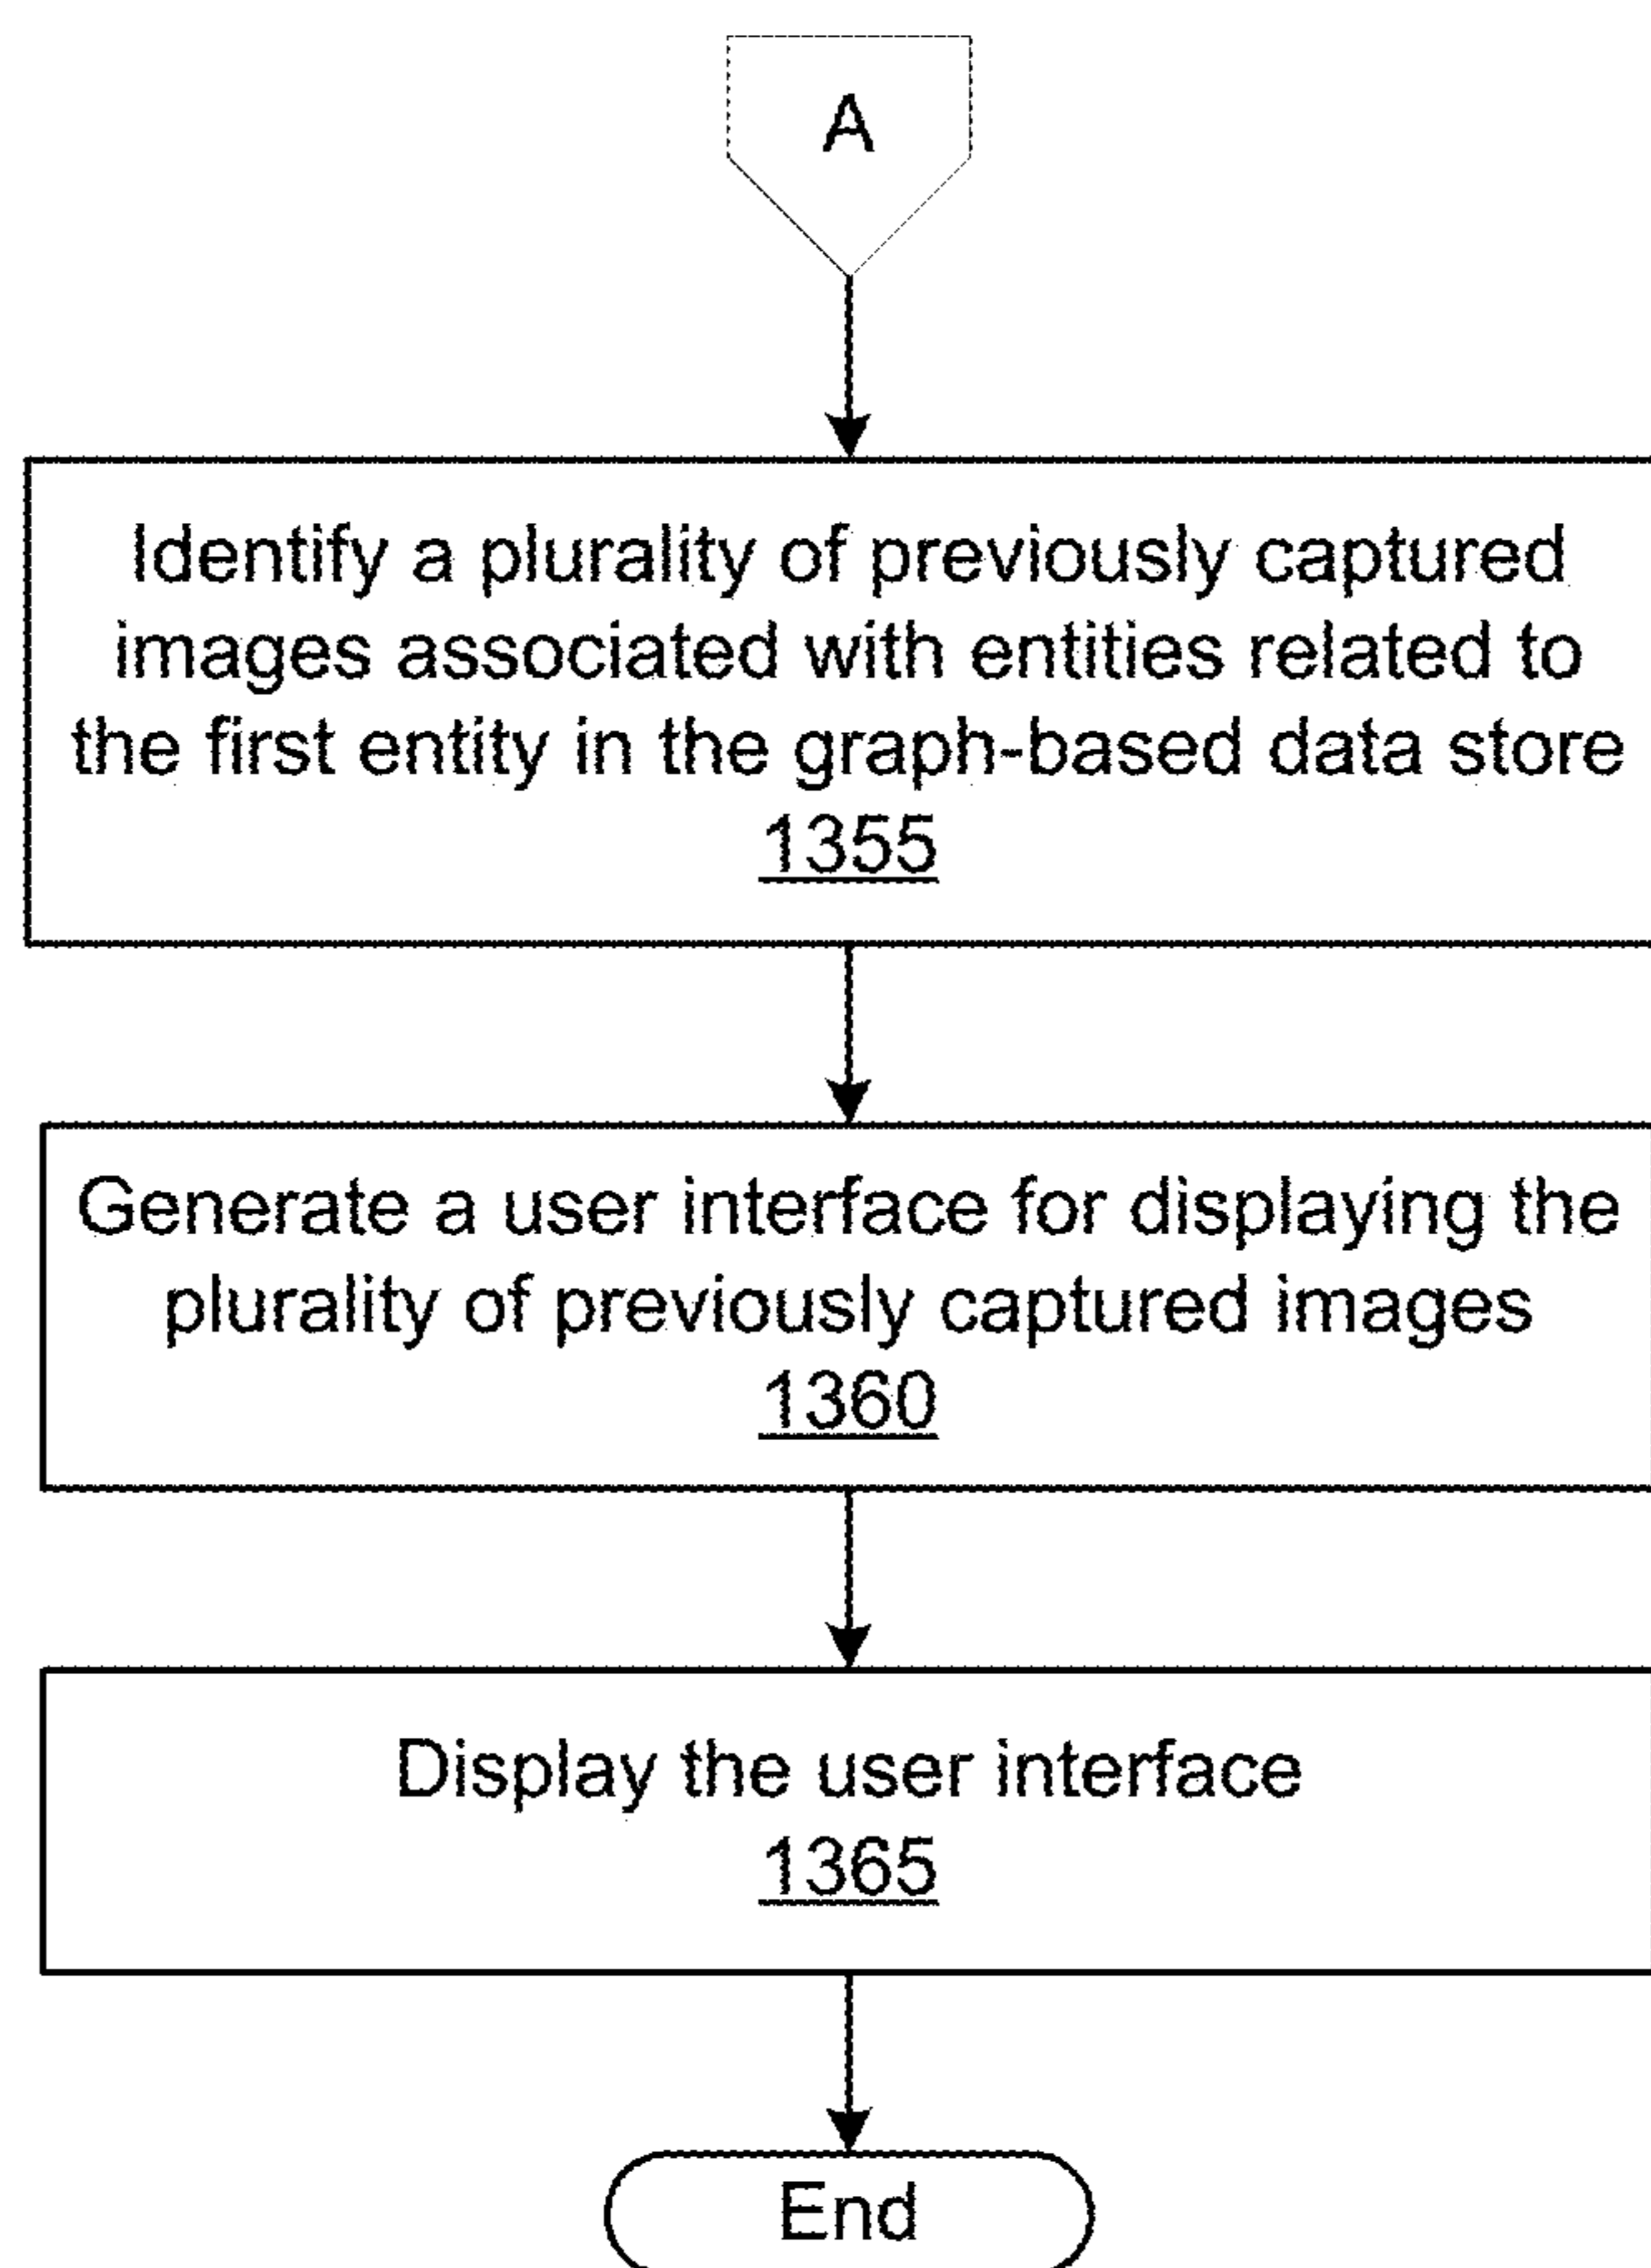 A
Identify a plurality of previously captured
images associated with entities related to
the first entity in the graph-based data store
1355
Generate a user interface for displaying the
plurality of previously captured images
1360
Display the user interface
1365
End